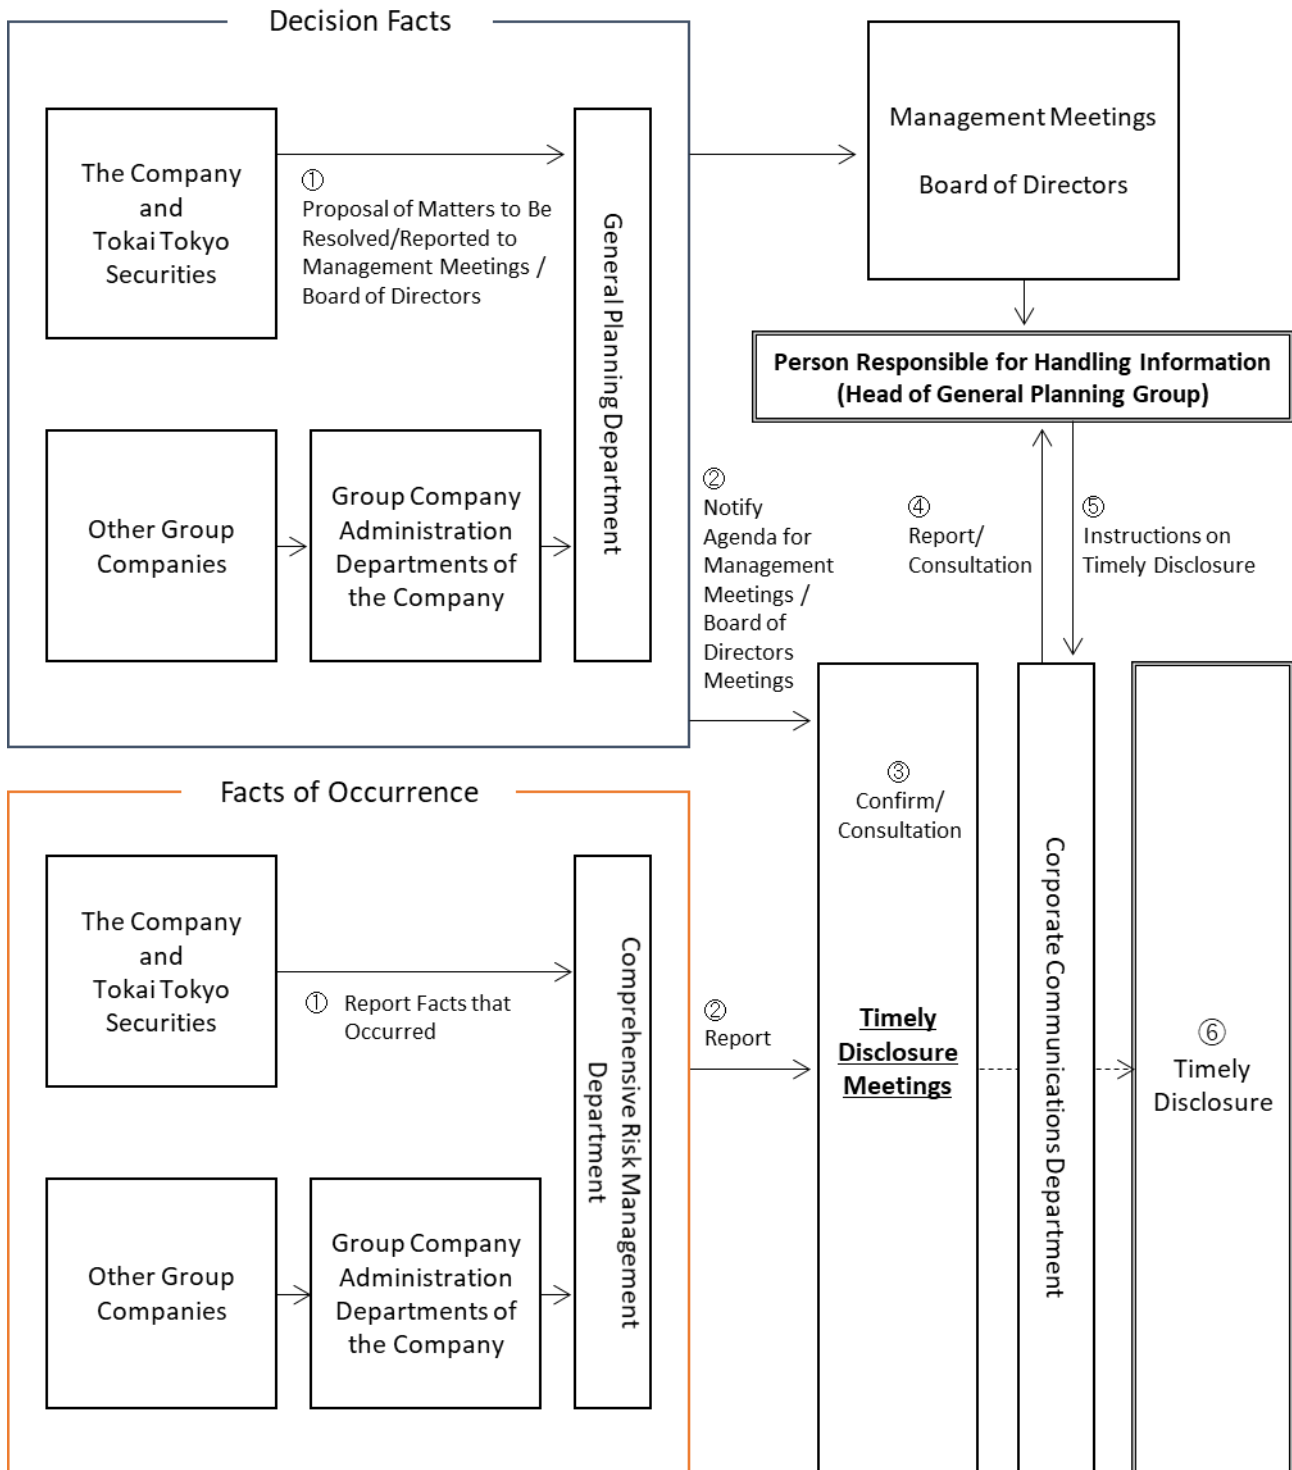 Decision Facts
The Company
and
Tokai Tokyo
Securities
①
Proposal of Matters to Be
Resolved/Reported to
Management Meetings /
Board of Directors
General Planning Department
Other Group
Companies
Group Company
Administration
Departments of
the Company
Management Meetings
Board of Directors
Person Responsible for Handling Information
(Head of General Planning Group)
②
Notify
Agenda for
Management
Meetings /
Board of
Directors
Meetings
④
Report/
Consultation
⑤
Instructions on
Timely Disclosure
Facts of Occurrence
The Company
and
Tokai Tokyo
Securities
① Report Facts that
Occurred
Comprehensive Risk Management
Department
Other Group
Companies
Group Company
Administration
Departments of
the Company
②
Report
③
Confirm/
Consultation
Timely
Disclosure
Meetings
Corporate Communications Department
⑥
Timely
Disclosure